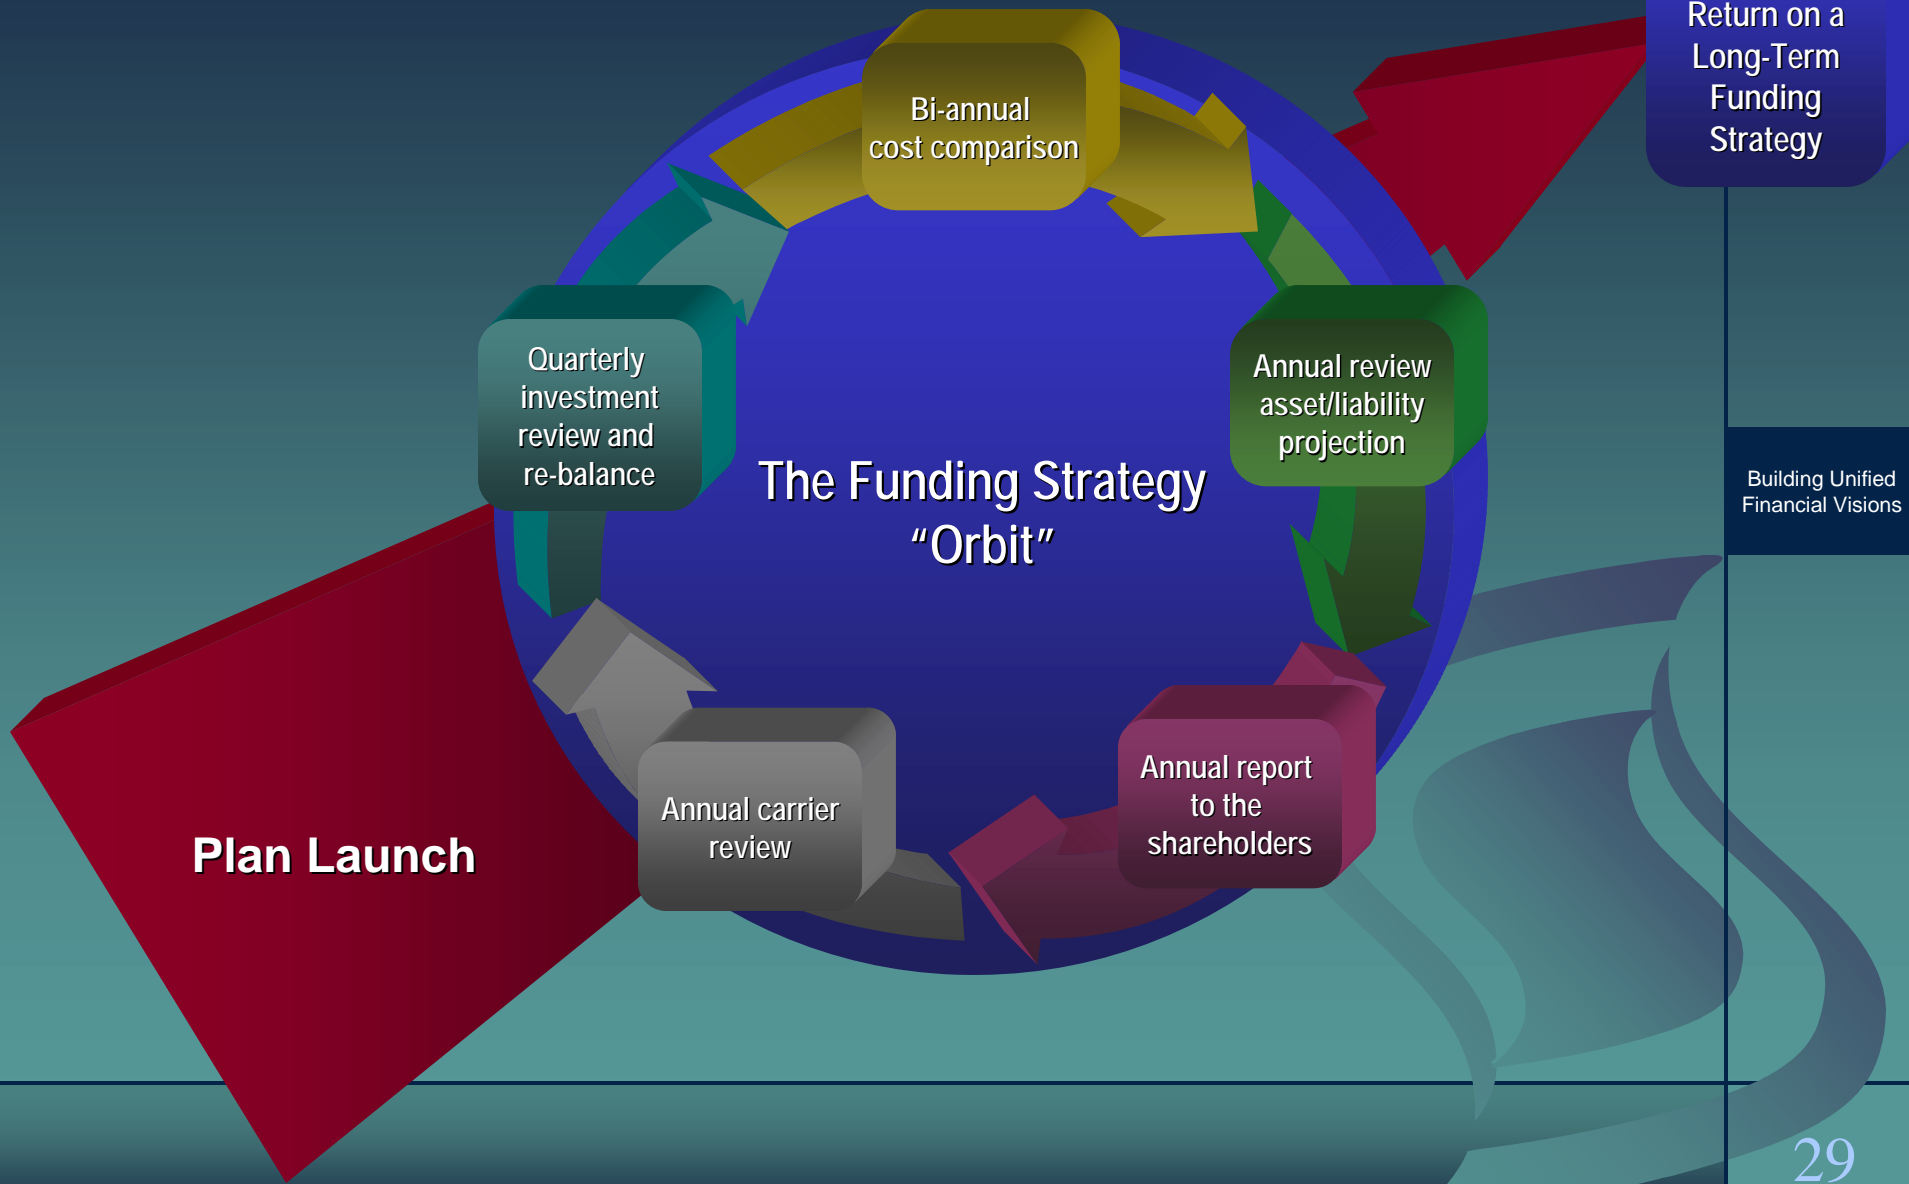 Return on a
Long-Term
Funding
Strategy
Bi-annual
cost comparison
Quarterly
investment
review and
re-balance
Annual review
asset/liability
projection
The Funding Strategy
“Orbit”
Building Unified
Financial Visions
Annual carrier
review
Annual report
to the
shareholders
Plan Launch
29